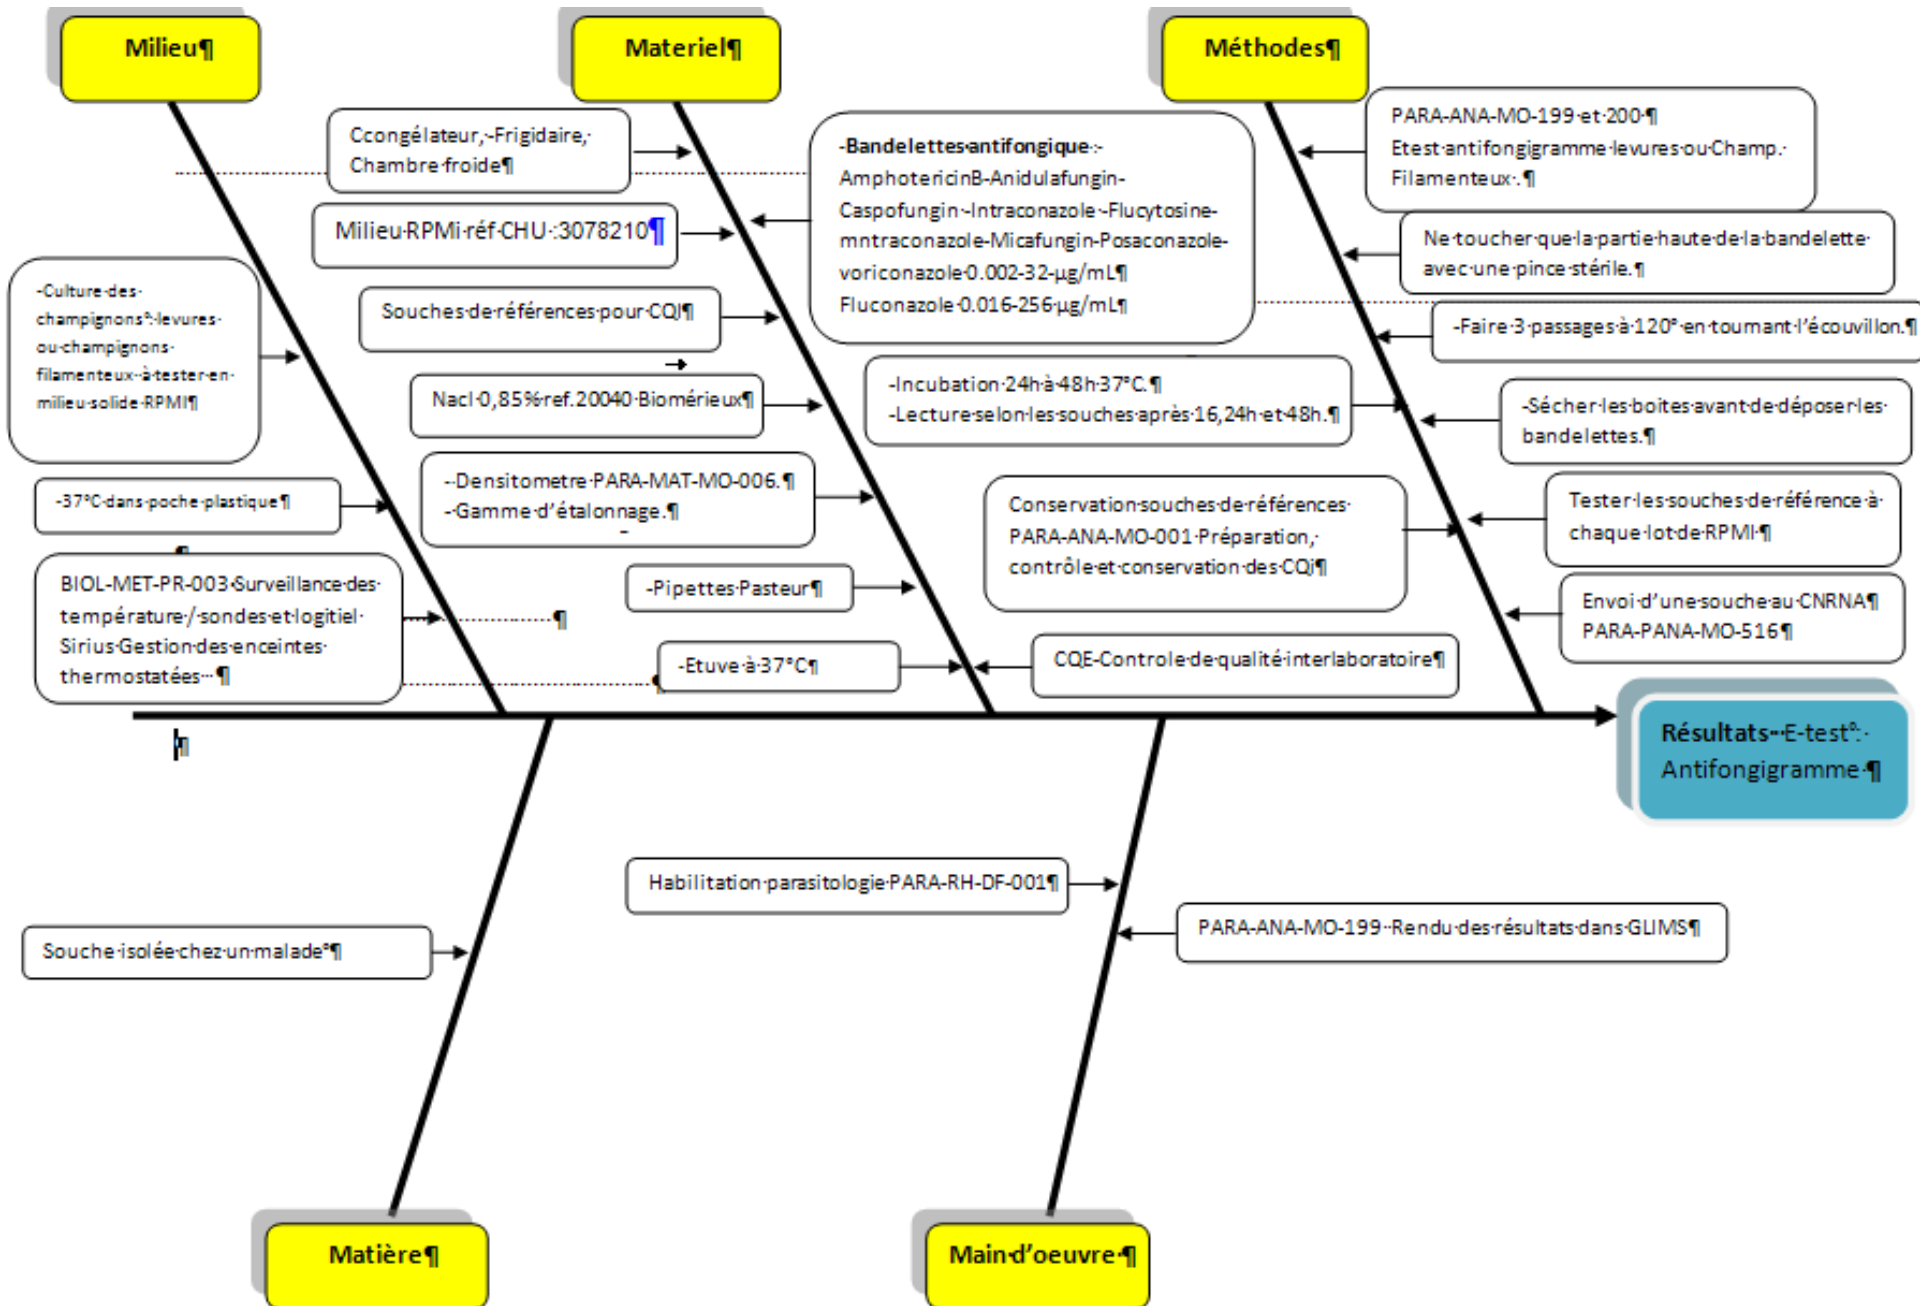 Milieu¶
Materiel¶
Méthodes¶
Ccongélateur,·-Frigidaire,·
Chambre·froide¶
Milieu·RPMi·réf·CHU·:3078210¶
Souches·de·références·pour·CQI¶
Nacl·0,85%·ref.20040·Biomérieux¶
-·Densitometre·PARA-MAT-MO-006.¶
-·Gamme·d'étalonnage.¶
-Pipettes·Pasteur¶
-Etuve·à·37°C¶
-Bandelettes·antifongique·:-
AmphotericinB-Anidulafungin-
Caspofungin·-Intraconazole·-Flucytosine-
mntraconazole-Micafungin-Posaconazole-
voriconazole·0.002-32·µg/mL¶
Fluconazole·0.016-256·µg/mL¶
CQE-Controle·de·qualité·interlaboratoire¶
-Culture·des·
champignons°:·levures·
ou·champignons·
filamenteux··à·tester·en·
milieu·solide·RPMI¶
-37°C·dans·poche·plastique¶
¶
BIOL-MET-PR-003·Surveillance·des·
température·/·sondes·et·logitiel·
Sirius·Gestion·des·enceintes·
thermostatées···¶
¶
¶
PARA-ANA-MO-199·et·200·¶
Etest·antifongigramme·levures·ou·Champ.·
Filamenteux·.¶
Ne·toucher·que·la·partie·haute·de·la·bandelette·
avec·une·pince·stérile.¶
-Faire·3·passages·à·120°·en·tournant·l'écouvillon.¶
-Incubation·24h·à·48h·37°C.¶
-Lecture·selon·les·souches·après·16,24h·et·48h.¶
-Sécher·les·boites·avant·de·déposer·les·
bandelettes.¶
Conservation·souches·de·références·
PARA-ANA-MO-001·Préparation,·
contrôle·et·conservation·des·CQi¶
Tester·les·souches·de·référence·à·
chaque·lot·de·RPMI·¶
Envoi·d'une·souche·au·CNRNA¶
PARA-PANA-MO-516¶
Résultats·-·E-test°:·
Antifongigramme·¶
¶
Habilitation·parasitologie·PARA-RH-DF-001¶
PARA-ANA-MO-199··Rendu·des·résultats·dans·GLIMS¶
Souche·isolée·chez·un·malade°¶
Matière¶
Main·d'oeuvre·¶